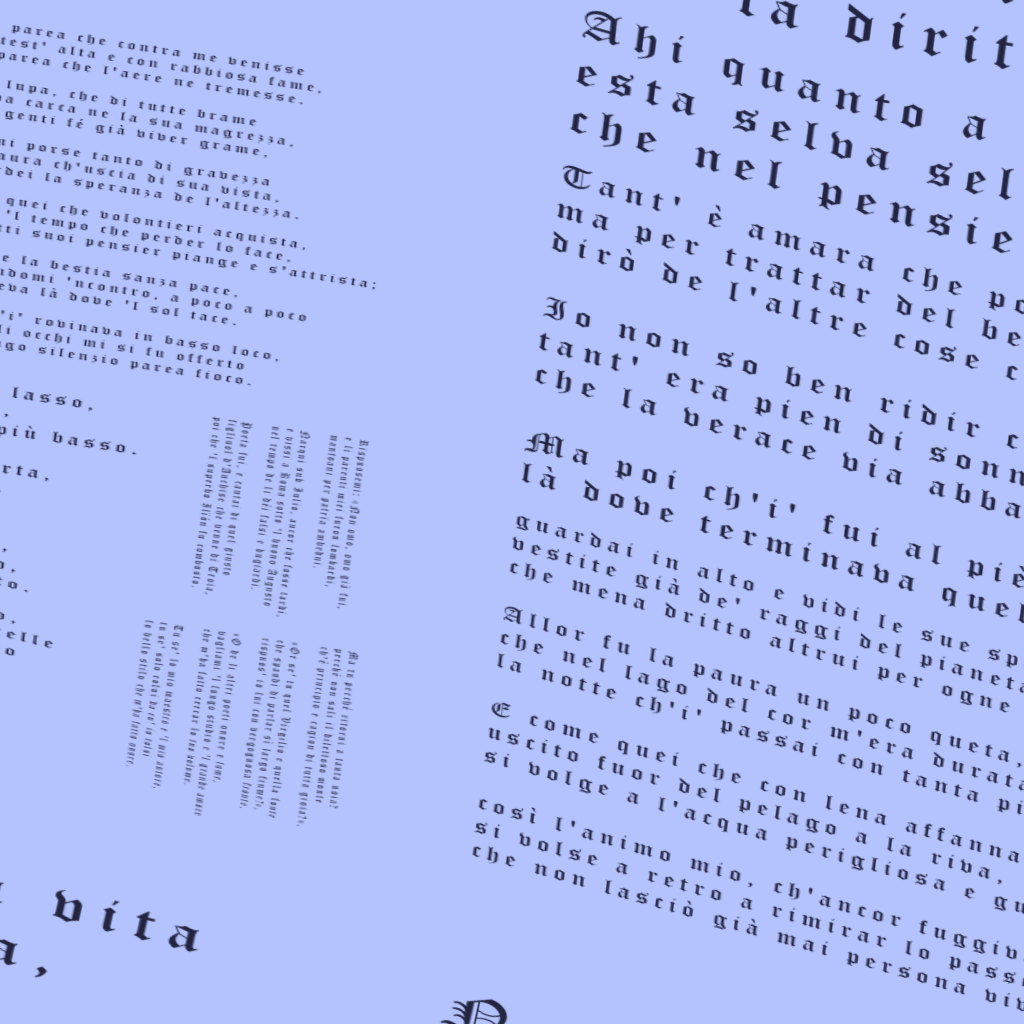 parea che contra me venisse
test' alta e con rabbiosa fame,
parea che l'aere ne tremesse.
lupa, che di tutte brame
carca ne la sua magrezza,
genti fé già viver grame,
porse tanto di gravezza
ch'uscia di sua vista,
la speranza de l'altezza.
quei che volontieri acquista,
'l tempo che perder lo face,
suoi pensier piange e s'attrista;
la bestia sanza pace,
'ncontro, a poco a poco
là dove 'l sol tace.
rovinava in basso loco,
occhi mi si fu offerto
silenzio parea fioco.
lasso,
più basso.
Rispuosemi: «Non omo, omo già fui,
e li parenti miei furon lombardi,
mantoani per patrïa ambedui.
Nacqui sub Iulio, ancor che fosse tardi,
e vissi a Roma sotto 'l buono Augusto
nel tempo de li dèi falsi e bugiardi.
Poeta fui, e cantai di quel giusto
figliuol d'Anchise che venne di Troia,
poi che 'l superbo Ilïón fu combusto.
Ma tu perché ritorni a tanta noia?
perché non sali il dilettoso monte
ch'è principio e cagion di tutta gioia?».
«Or se' tu quel Virgilio e quella fonte
che spandi di parlar sì largo fiume?»,
rispuos' io lui con vergognosa fronte.
«O de li altri poeti onore e lume,
vagliami 'l lungo studio e 'l grande amore
che m'ha fatto cercar lo tuo volume.
Tu se' lo mio maestro e 'l mio autore,
tu se' solo colui da cu' io tolsi
lo bello stilo che m'ha fatto onore.
vita
la dirit
Ahi quanto a
esta selva sel
che nel pensie
Tant' è amara che po
ma per trattar del be
dirò de l'altre cose c
Io non so ben ridir c
tant' era pien di sonn
che la verace via abba
Ma poi ch'i' fui al piè
là dove terminava quel
guardai in alto e vidi le sue sp
vestite già de' raggi del pianeta
che mena dritto altrui per ogne
Allor fu la paura un poco queta,
che nel lago del cor m'era durata
la notte ch'i' passai con tanta pi
E come quei che con lena affanna
uscito fuor del pelago a la riva,
si volge a l'acqua perigliosa e gu
così l'animo mio, ch'ancor fuggiv
si volse a retro a rimirar lo pass
che non lasciò già mai persona viv